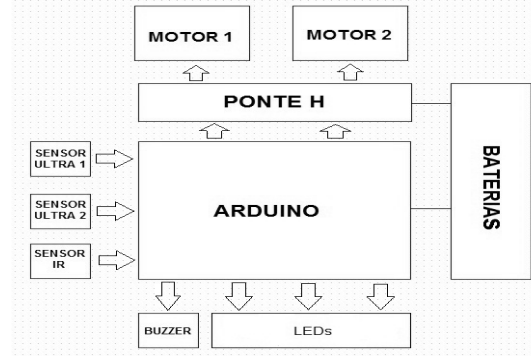 MOTOR 1
MOTOR 2
PONTE H
SENSOR
ULTRA 1
SENSOR
ULTRA 2
SENSOR
IR
ARDUINO
BATERIAS
BUZZER
LEDs